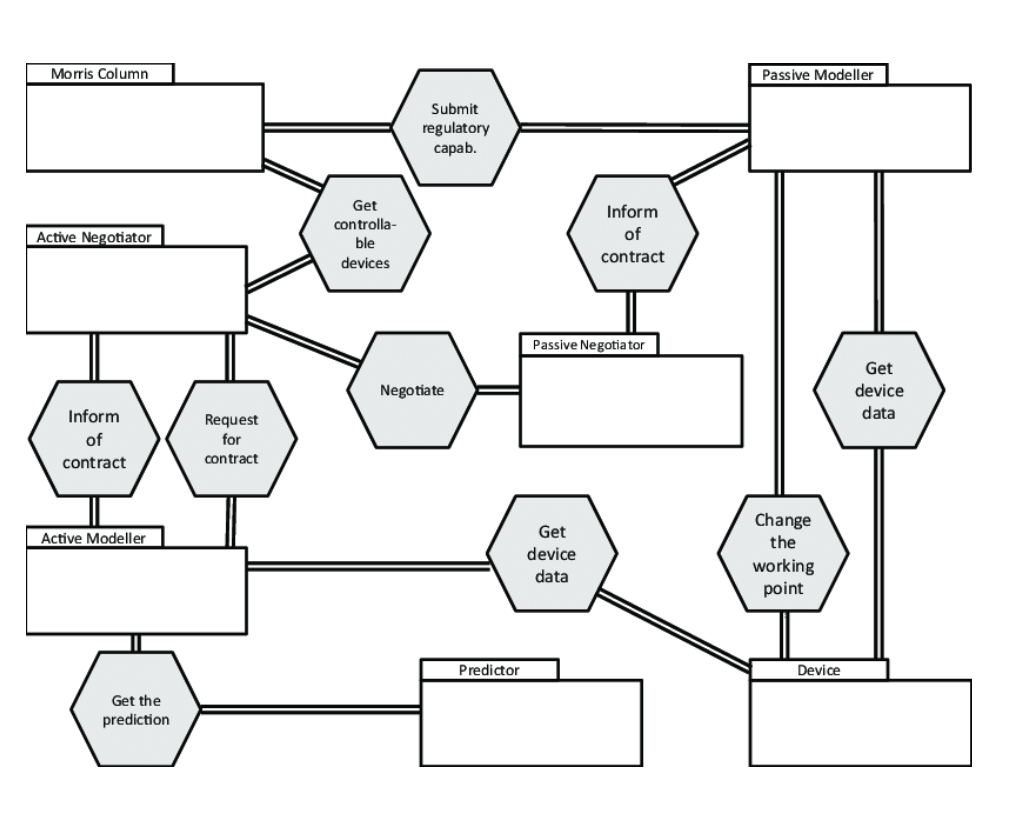 Morris Column
Passive Modeller
Submit
regulatory
capab.
Get
controlla-
ble
devices
Inform
of
contract
Active Negotiator
Passive Negotiator
Negotiate
Get
device
data
Inform
of
contract
Request
for
contract
Active Modeller
Get
device
data
Change
the
working
point
Get the
prediction
Predictor
Device